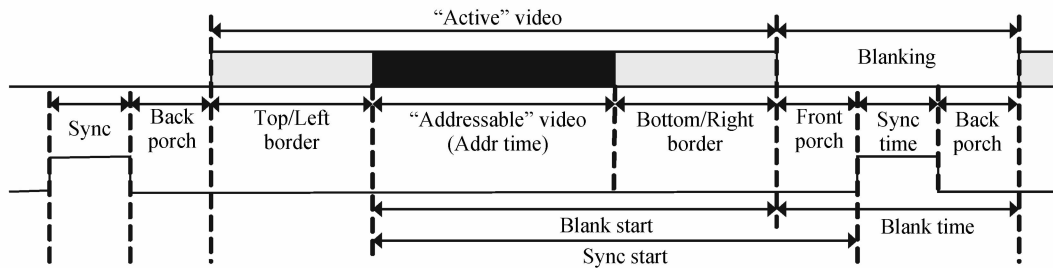 “Active” video
Blanking
Sync
Back
porch
Top/Left
border
“Addressable” video
(Addr time)
Bottom/Right
border
Front
porch
Sync
time
Back
porch
Blank start
Blank time
Sync start